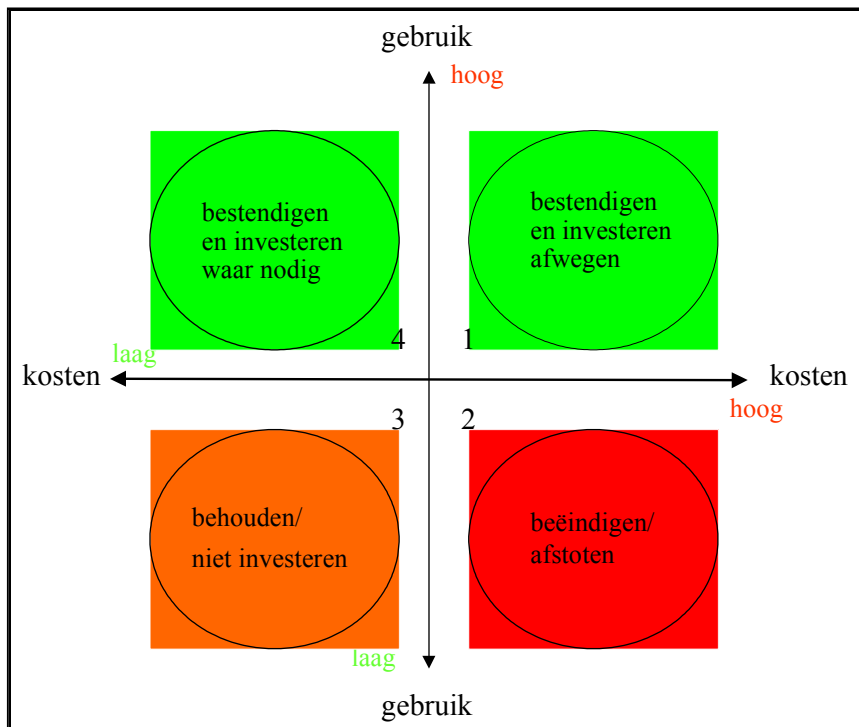 gebruik
hoog
bestendigen
en investeren
waar nodig
bestendigen
en investeren
afwegen
4
1
laag
kosten
kosten
hoog
3
2
behouden/
niet investeren
beëindigen/
afstoten
laag
gebruik